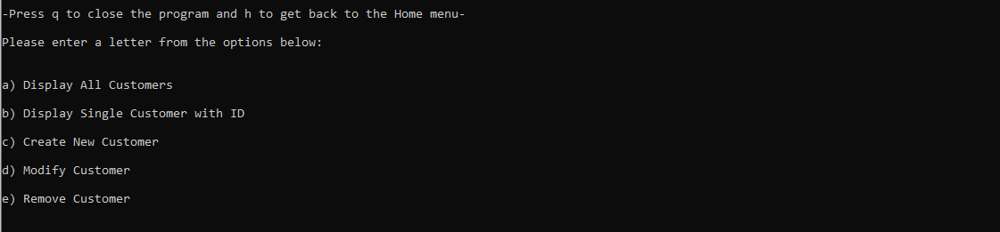 -Press q to close the program and h to get back to the Home menu-
Please enter a letter from the options below:
a) Display All Customers
b) Display Single Customer with ID
c) Create New Customer
d) Modify Customer
e) Remove Customer